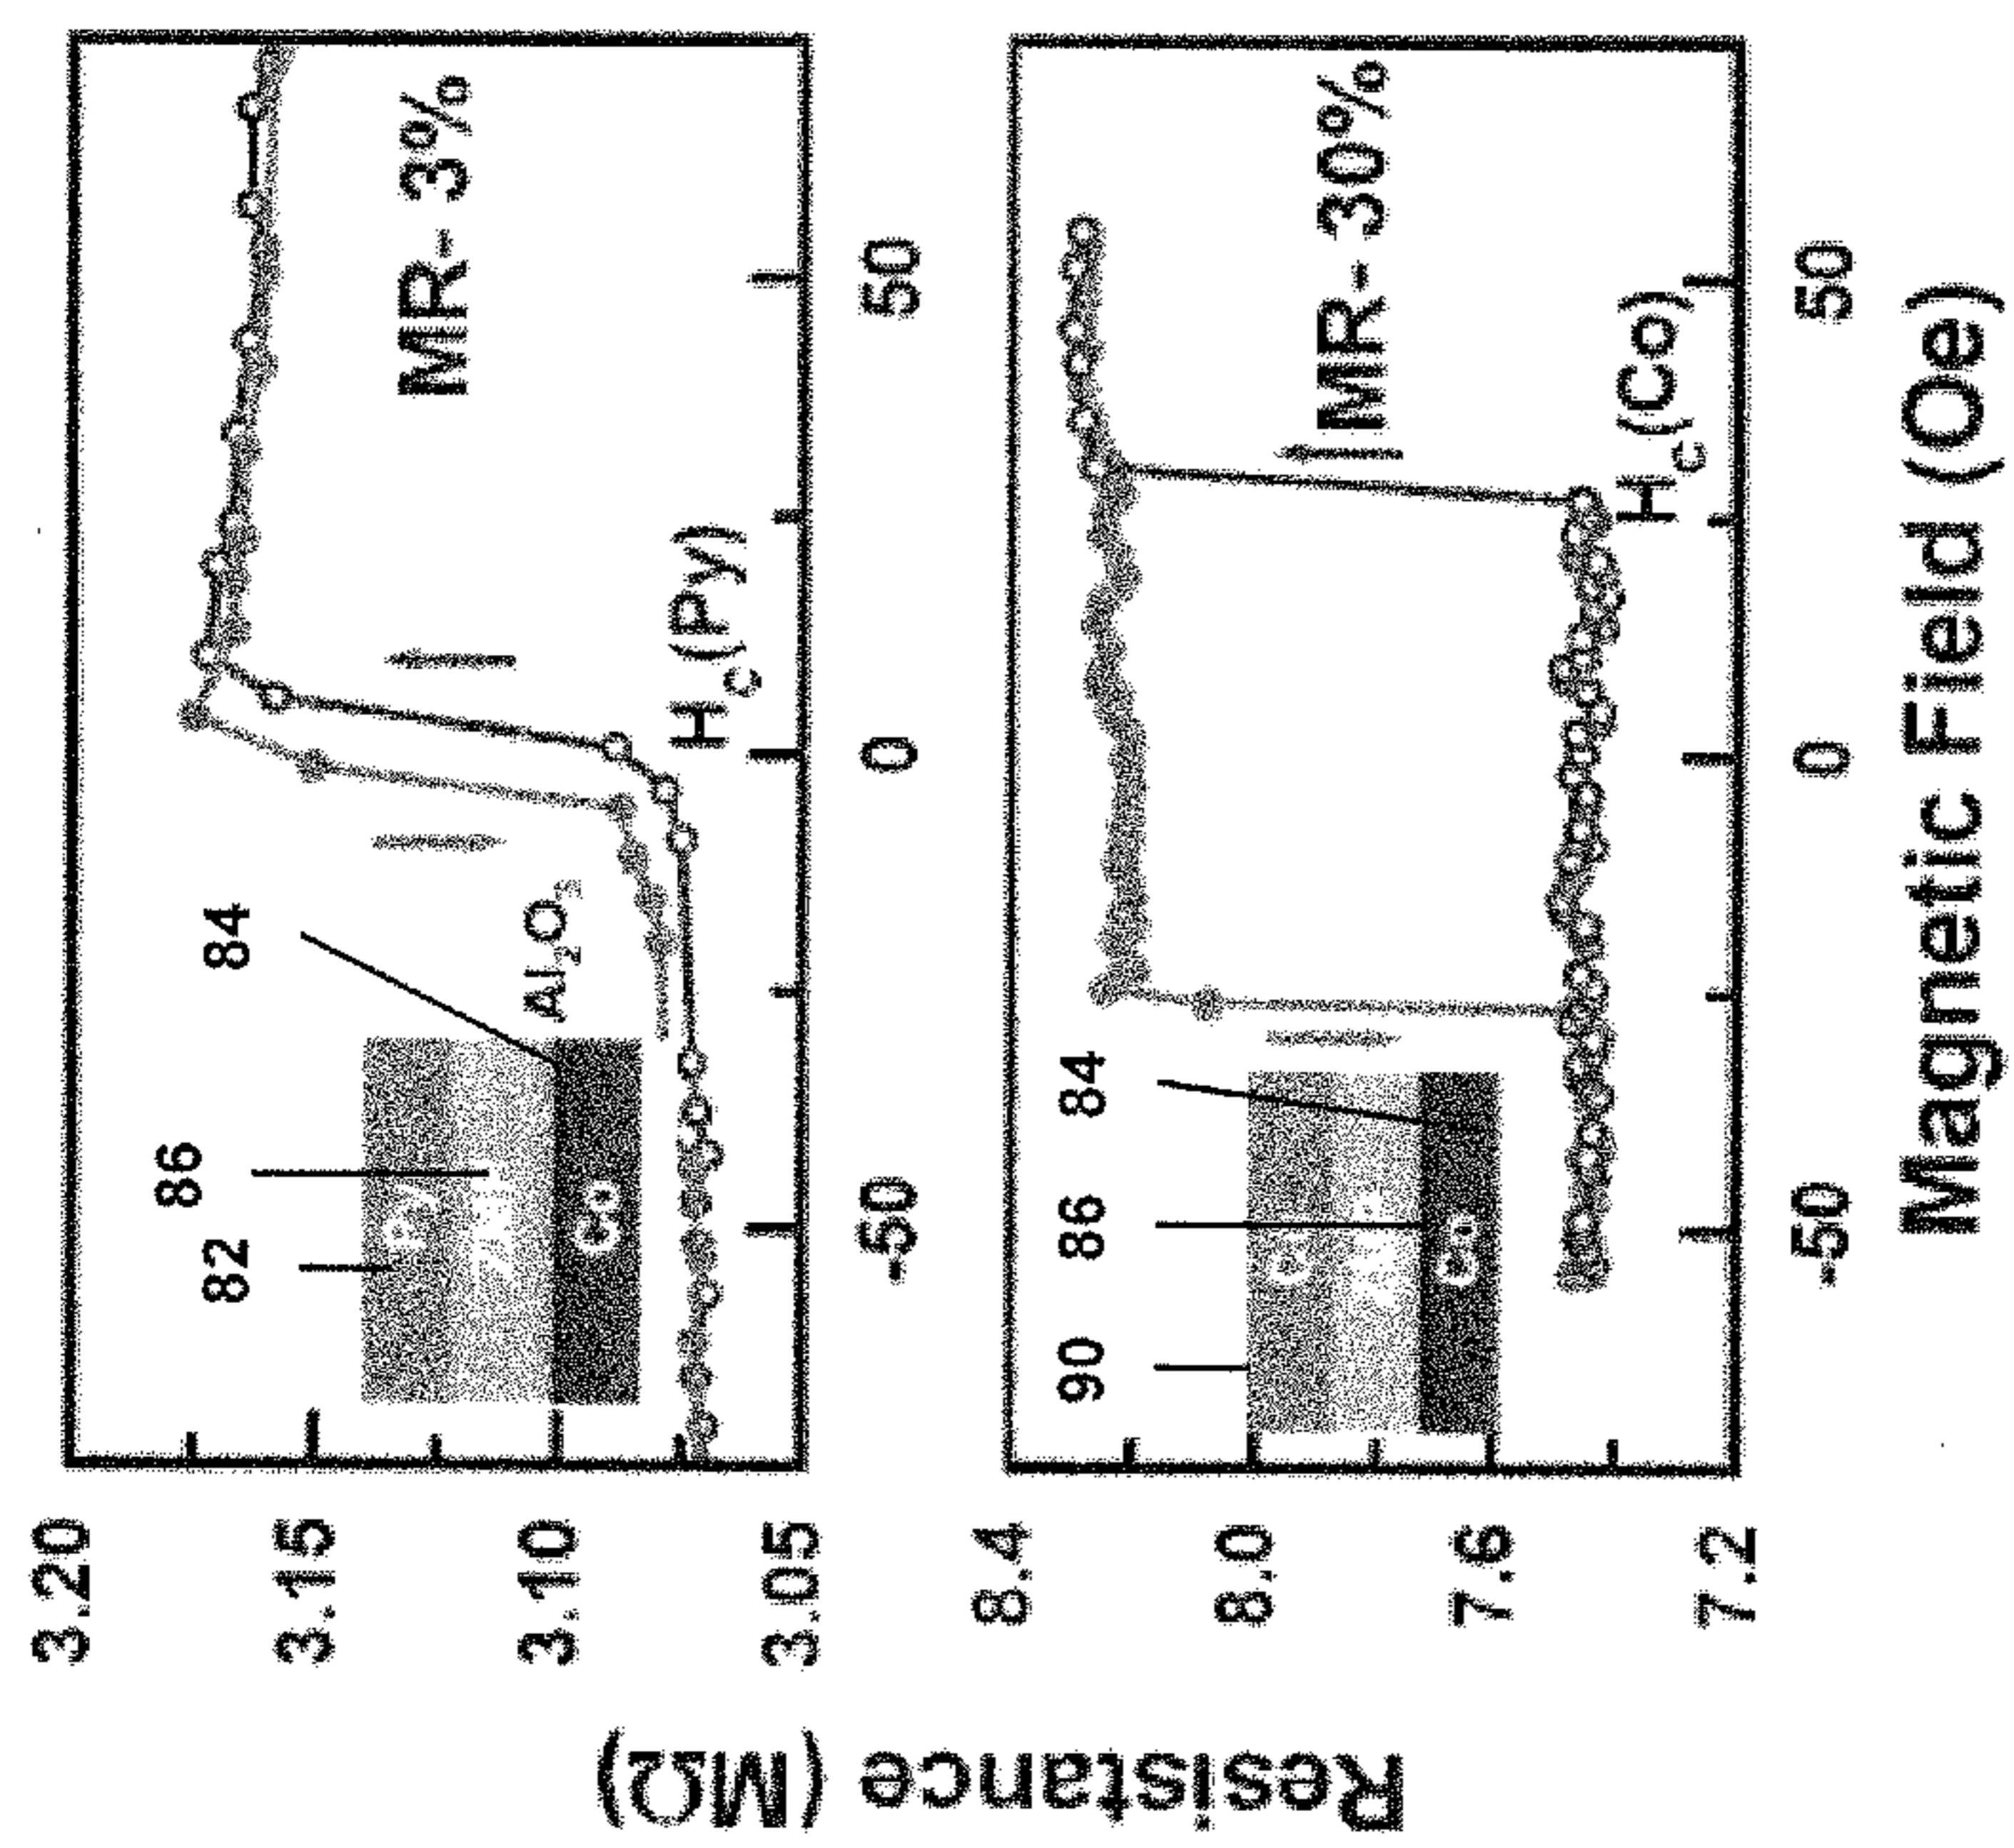 Resistance (MΩ)
3.20
3.15
3.10
3.05
82
86
84
Al₂O₃
Co
MR- 3%
H_c(Py)
-50
0
50
8.4
8.0
7.6
7.2
90
86
84
Co
MR- 30%
H_c(Co)
-50
0
50
Magnetic Field (Oe)